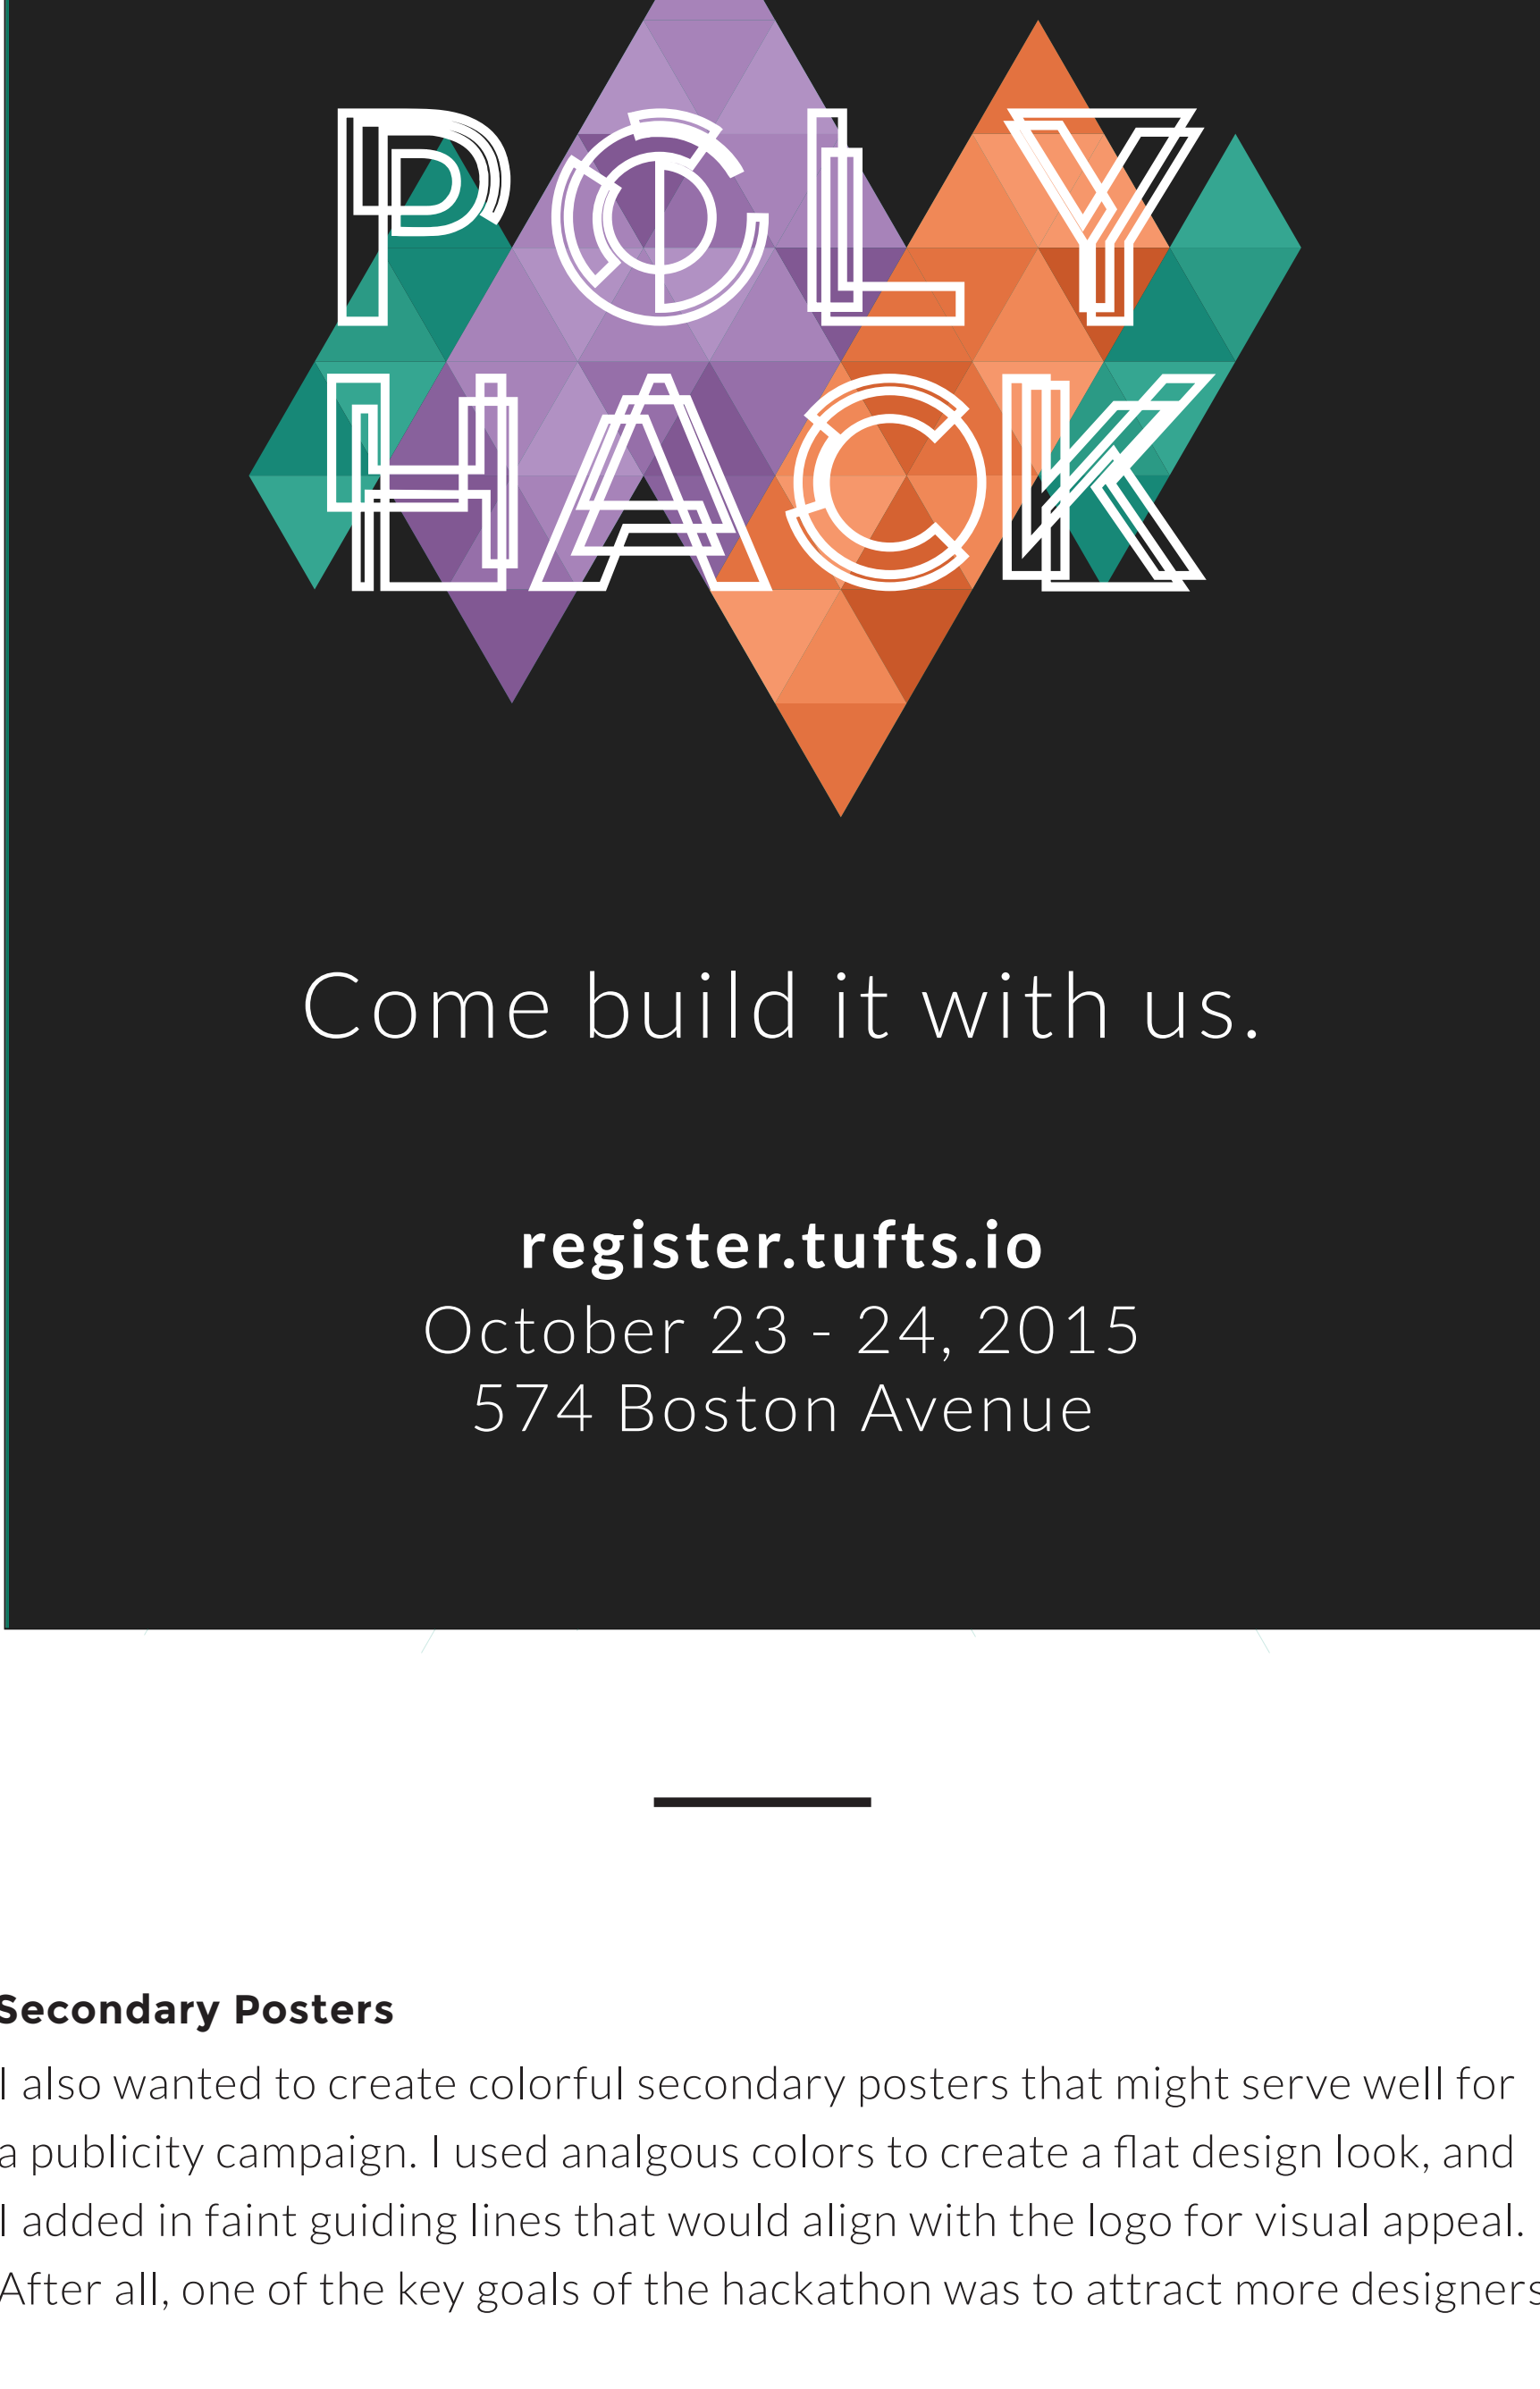 POLY
HACK
Come build it with us.
register.tufts.io
October 23 - 24, 2015
574 Boston Avenue
Secondary Posters
I also wanted to create colorful secondary posters that might serve well for
a publicity campaign. I used analgous colors to create a flat design look, and
I added in faint guiding lines that would align with the logo for visual appeal.
After all, one of the key goals of the hackathon was to attract more designers